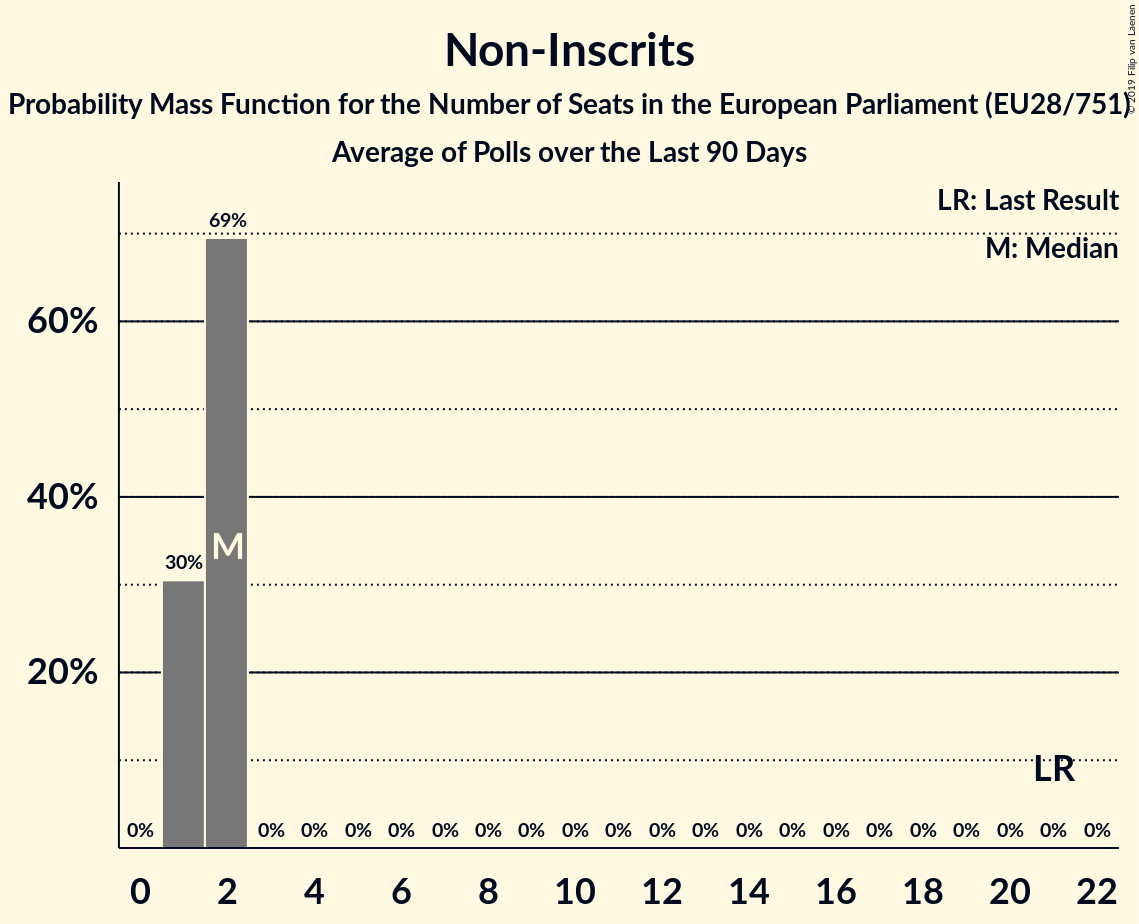 Non-Inscrits
Probability Mass Function for the Number of Seats in the European Parliament (EU28/751)
Average of Polls over the Last 90 Days
© 2019 Filip van Laenen
LR: Last Result
M: Median
69%
60%
40%
M
30%
20%
LR
0% 0% 0% 0% 0% 0% 0% 0% 0% 0% 0% 0% 0% 0% 0% 0% 0% 0% 0% 0% 0%
0 2 4 6 8 10 12 14 16 18 20 22